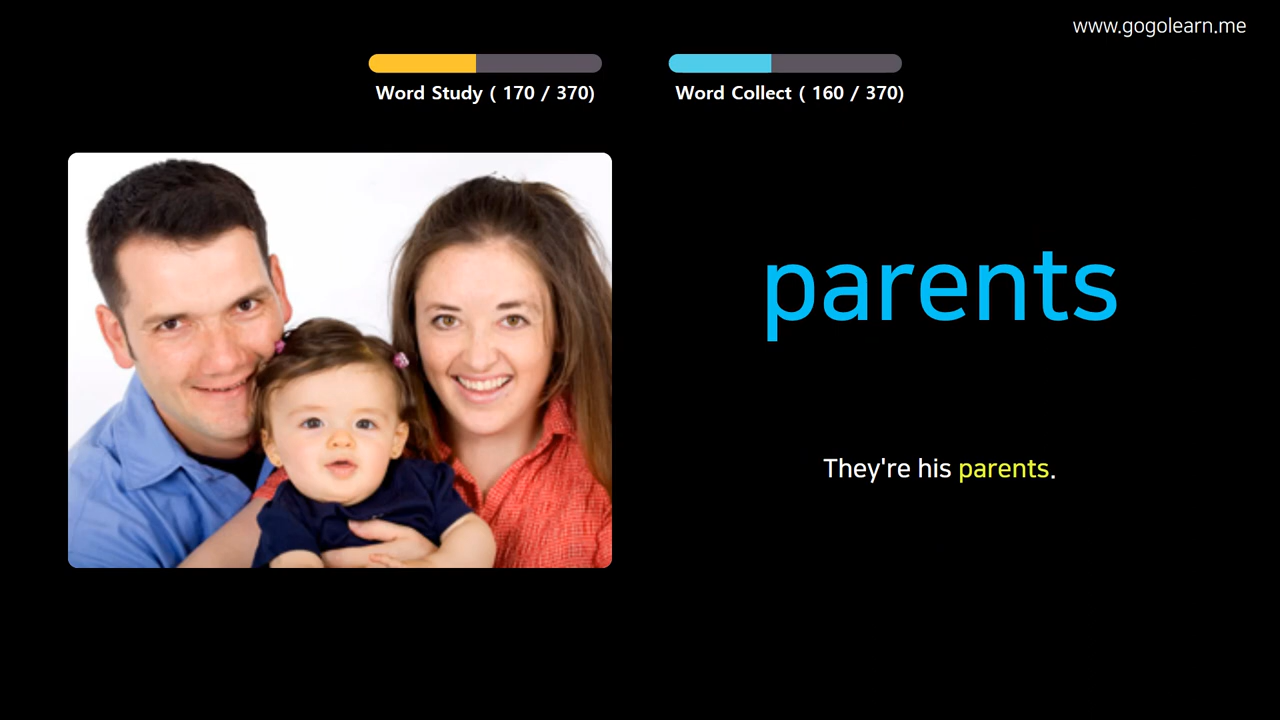 www.gogolearn.me
Word Study ( 170 / 370)
Word Collect ( 160 / 370)
parents
They're his parents.